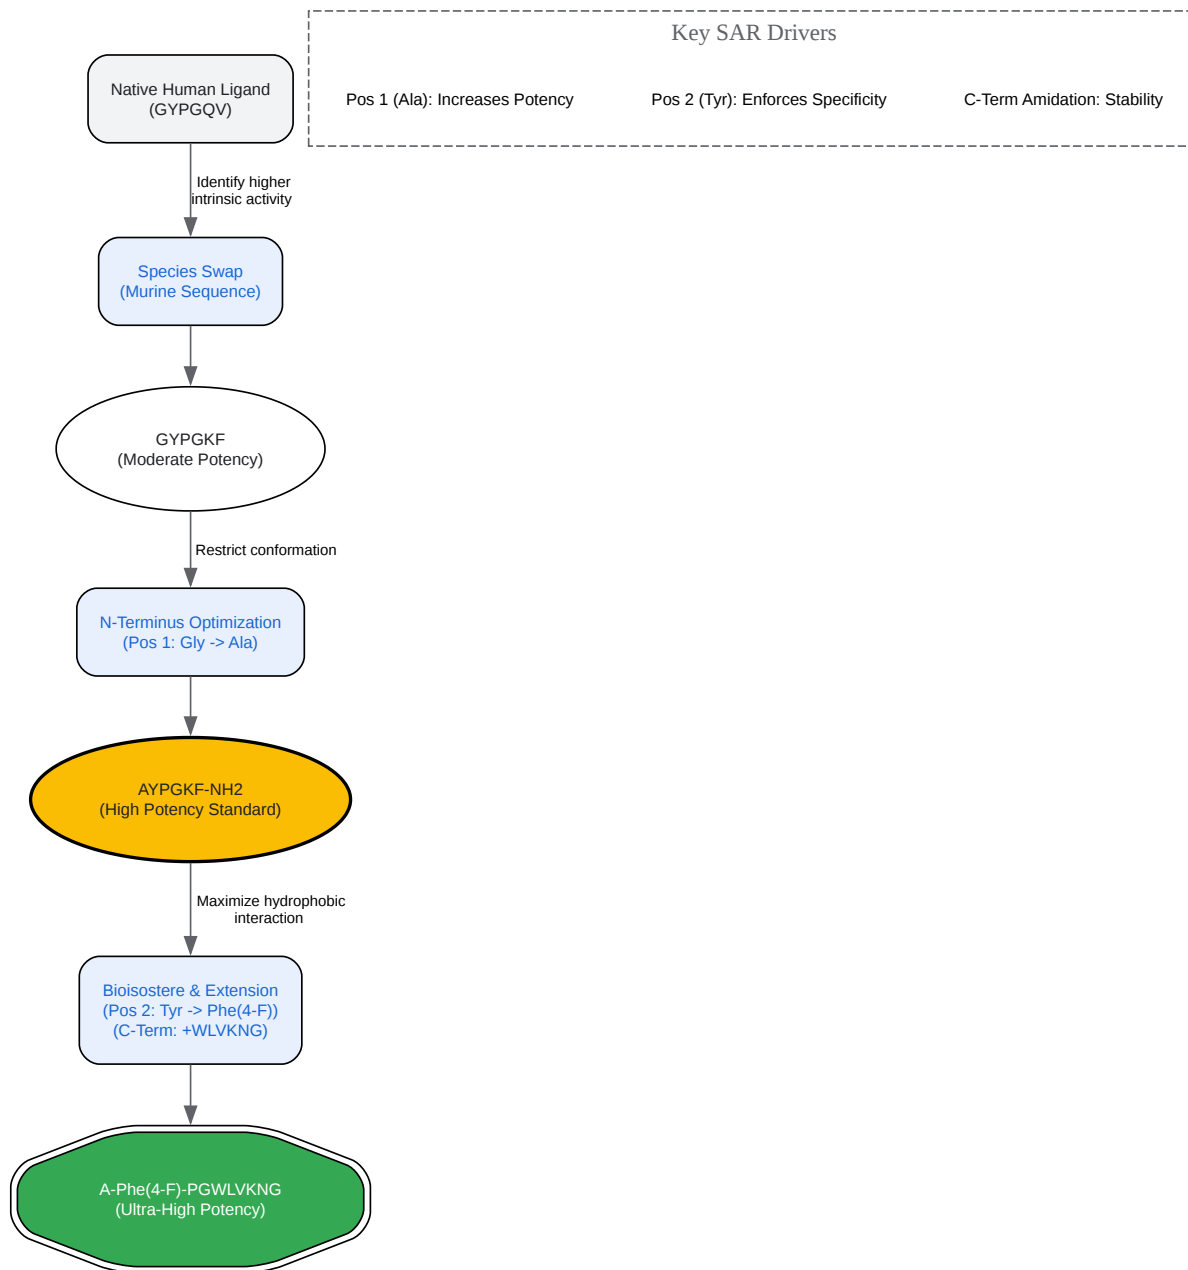 Key SAR Drivers
Pos 1 (Ala): Increases Potency
Pos 2 (Tyr): Enforces Specificity
C-Term Amidation: Stability
Native Human Ligand
(GYPGQV)
Identify higher
intrinsic activity
Species Swap
(Murine Sequence)
GYPGKF
(Moderate Potency)
Restrict conformation
N-Terminus Optimization
(Pos 1: Gly -> Ala)
AYPGKF-NH2
(High Potency Standard)
Maximize hydrophobic
interaction
Bioisostere & Extension
(Pos 2: Tyr -> Phe(4-F))
(C-Term: +WLVKNG)
A-Phe(4-F)-PGWLVKNG
(Ultra-High Potency)